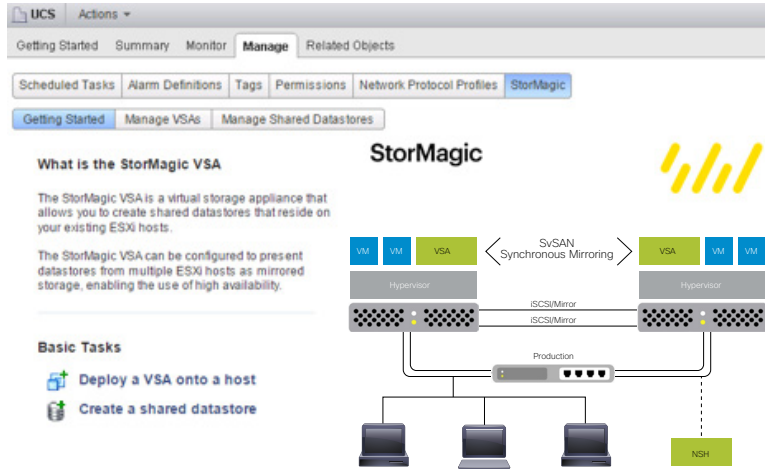 UCS Actions
Getting Started Summary Monitor Manage Related Objects
Scheduled Tasks Alarm Definitions Tags Permissions Network Protocol Profiles StorMagic
Getting Started Manage VSAs Manage Shared Datastores
What is the StorMagic VSA
The StorMagic VSA is a virtual storage appliance that
allows you to create shared datastores that reside on
your existing ESXi hosts.
The StorMagic VSA can be configured to present
datastores from multiple ESXi hosts as mirrored
storage, enabling the use of high availability.
Basic Tasks
Deploy a VSA onto a host
Create a shared datastore
StorMagic
VM VM VSA
SvSAN
Synchronous Mirroring
VSA VM VM
Hypervisor
Hypervisor
iSCSI/Mirror
iSCSI/Mirror
Production
NSH